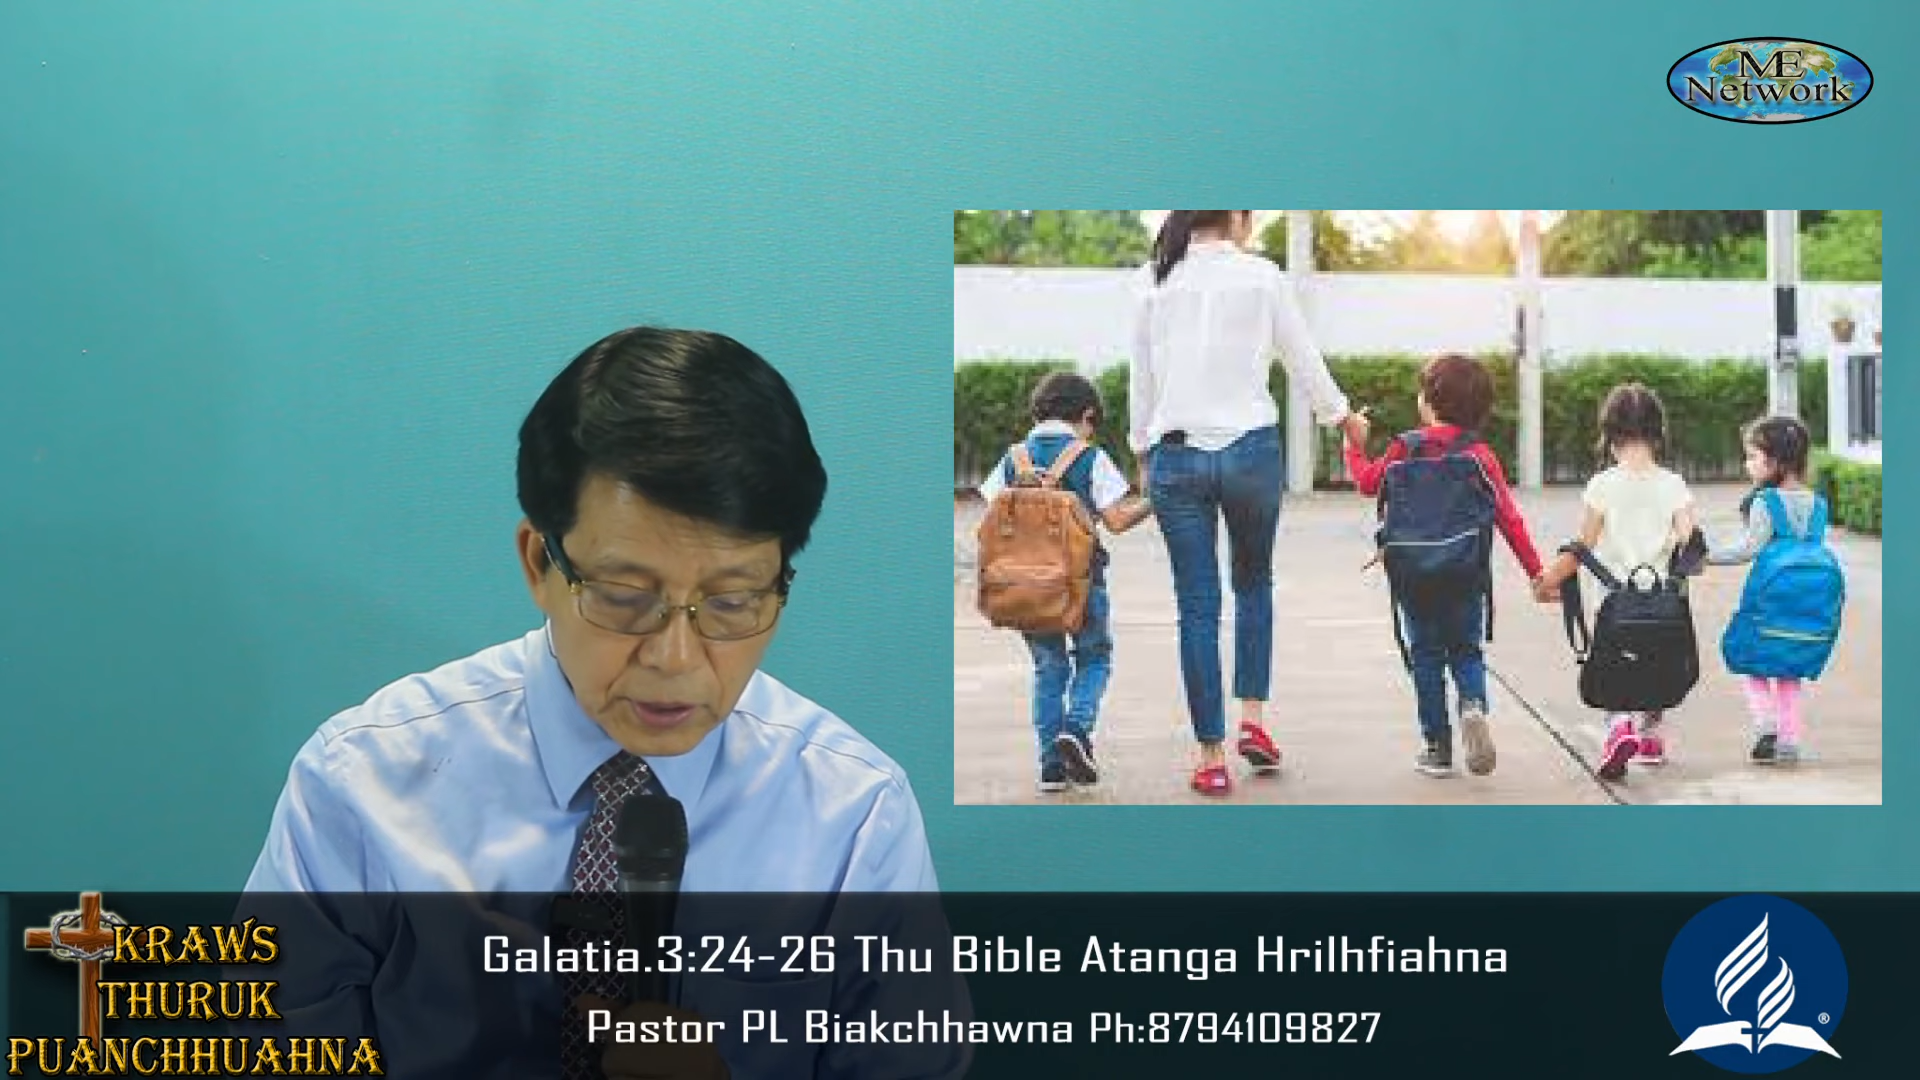 ME
Network
KRAWS
THURUK
PUANCHHUAHNA
Galatia.3:24-26 Thu Bible Atanga Hrilhfiahna
Pastor PL Biakchhawna Ph:8794109827
®